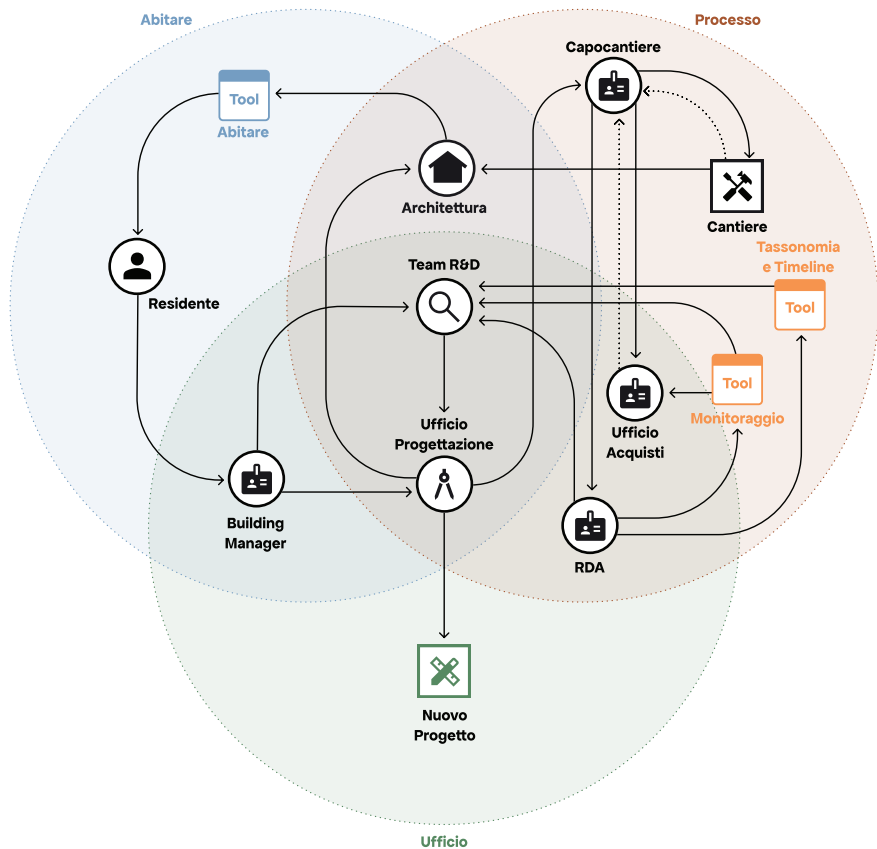 Abitare
Processo
Capocantiere
Tool
Abitare
Architettura
Cantiere
Tassonomia
e Timeline
Team R&D
Residente
Tool
Tool
Monitoraggio
Ufficio
Progettazione
Ufficio
Acquisti
Building
Manager
RDA
Nuovo
Progetto
Ufficio